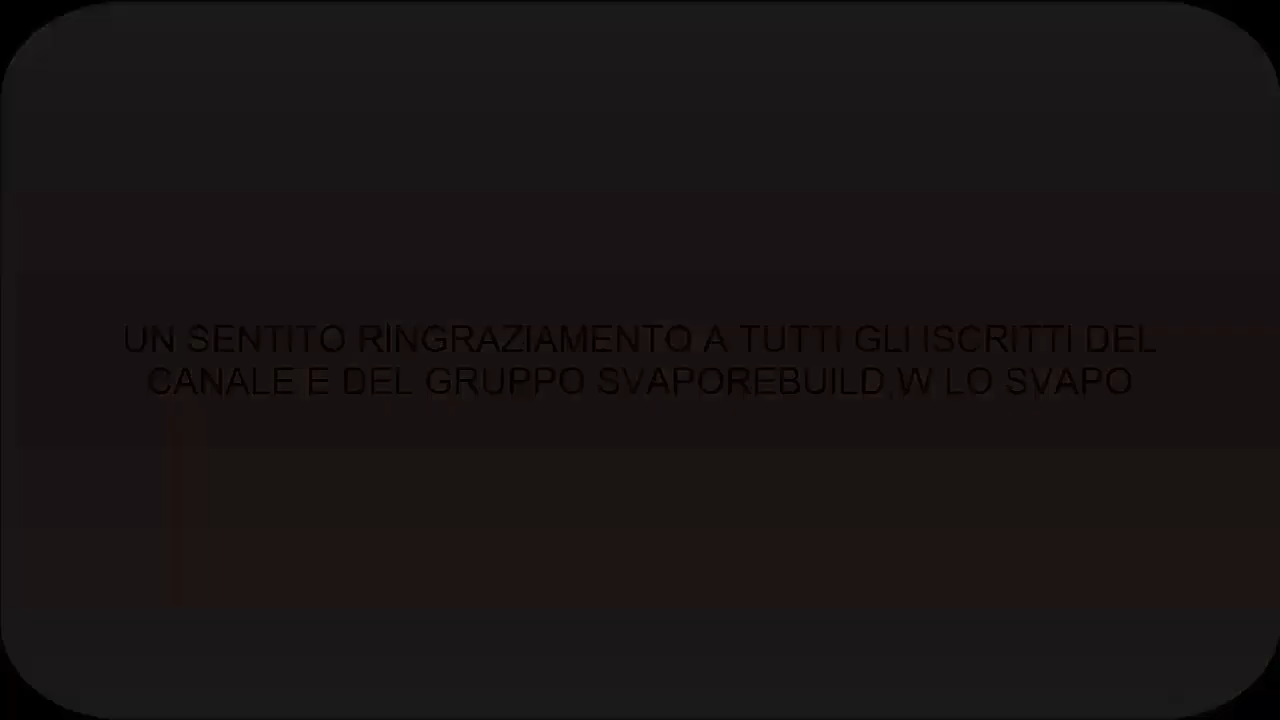 UN SENTITO RINGRAZIAMENTO A TUTTI GLI ISCRITTI DEL
CANALE E DEL GRUPPO SVAPOREBUILD,W LO SVAPO